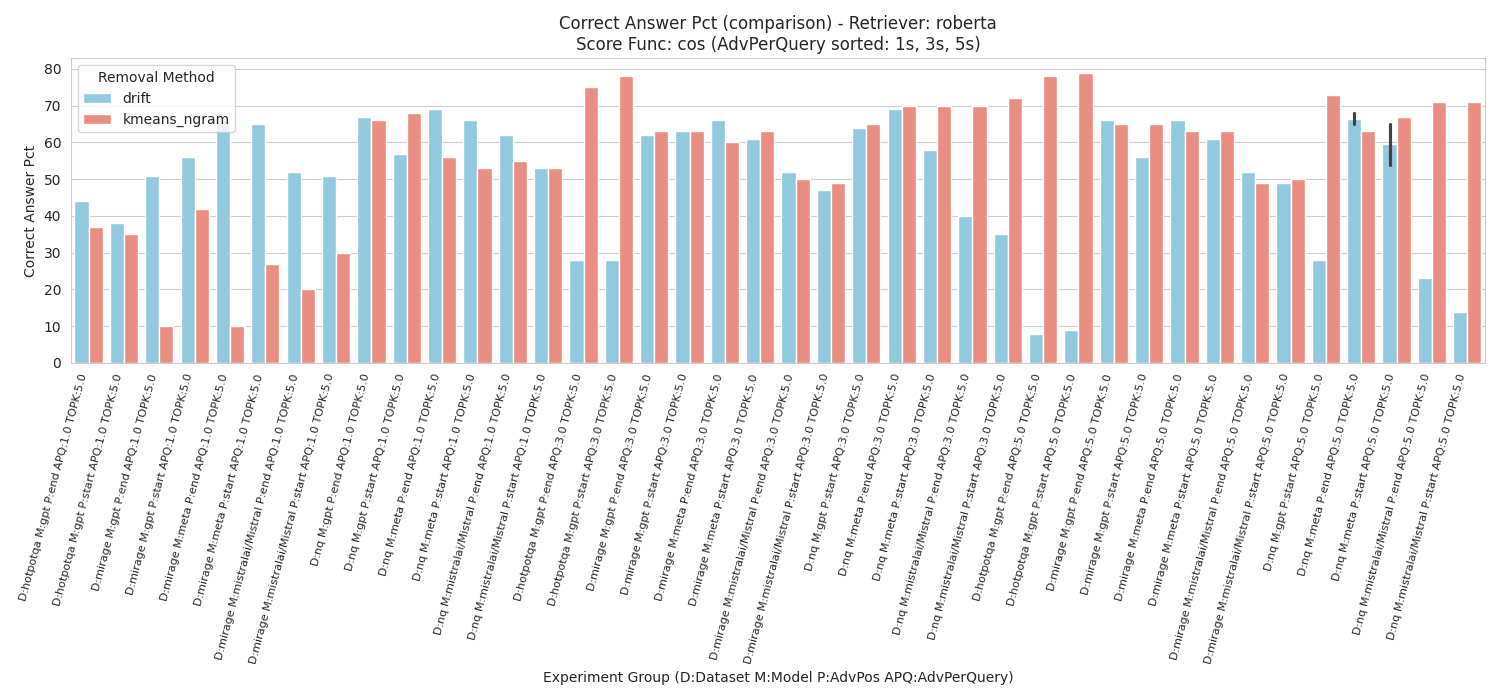 Correct Answer Pct (comparison) - Retriever: roberta
Score Func: cos (AdvPerQuery sorted: 1s, 3s, 5s)
Removal Method
drift
kmeans_ngram
Correct Answer Pct
80
70
60
50
40
30
20
10
0
D:hotpotqa M:gpt P:end APQ:1.0 TOPK:5.0
D:hotpotqa M:gpt P:start APQ:1.0 TOPK:5.0
D:mirage M:gpt P:end APQ:1.0 TOPK:5.0
D:mirage M:gpt P:start APQ:1.0 TOPK:5.0
D:mirage M:meta P:end APQ:1.0 TOPK:5.0
D:mirage M:meta P:start APQ:1.0 TOPK:5.0
D:mirage M:mistralai/Mistral P:end APQ:1.0 TOPK:5.0
D:mirage M:mistralai/Mistral P:start APQ:1.0 TOPK:5.0
D:nq M:gpt P:end APQ:1.0 TOPK:5.0
D:nq M:gpt P:start APQ:1.0 TOPK:5.0
D:nq M:meta P:end APQ:1.0 TOPK:5.0
D:nq M:meta P:start APQ:1.0 TOPK:5.0
D:nq M:mistralai/Mistral P:end APQ:1.0 TOPK:5.0
D:nq M:mistralai/Mistral P:start APQ:1.0 TOPK:5.0
D:hotpotqa M:gpt P:end APQ:3.0 TOPK:5.0
D:hotpotqa M:gpt P:start APQ:3.0 TOPK:5.0
D:mirage M:gpt P:end APQ:3.0 TOPK:5.0
D:mirage M:gpt P:start APQ:3.0 TOPK:5.0
D:mirage M:meta P:end APQ:3.0 TOPK:5.0
D:mirage M:meta P:start APQ:3.0 TOPK:5.0
D:mirage M:mistralai/Mistral P:end APQ:3.0 TOPK:5.0
D:mirage M:mistralai/Mistral P:start APQ:3.0 TOPK:5.0
D:nq M:gpt P:start APQ:3.0 TOPK:5.0
D:nq M:meta P:end APQ:3.0 TOPK:5.0
D:nq M:meta P:start APQ:3.0 TOPK:5.0
D:nq M:mistralai/Mistral P:end APQ:3.0 TOPK:5.0
D:nq M:mistralai/Mistral P:start APQ:3.0 TOPK:5.0
D:hotpotqa M:gpt P:end APQ:5.0 TOPK:5.0
D:hotpotqa M:gpt P:start APQ:5.0 TOPK:5.0
D:mirage M:gpt P:end APQ:5.0 TOPK:5.0
D:mirage M:gpt P:start APQ:5.0 TOPK:5.0
D:mirage M:meta P:end APQ:5.0 TOPK:5.0
D:mirage M:meta P:start APQ:5.0 TOPK:5.0
D:mirage M:mistralai/Mistral P:end APQ:5.0 TOPK:5.0
D:mirage M:mistralai/Mistral P:start APQ:5.0 TOPK:5.0
D:nq M:gpt P:start APQ:5.0 TOPK:5.0
D:nq M:meta P:end APQ:5.0 TOPK:5.0
D:nq M:meta P:start APQ:5.0 TOPK:5.0
D:nq M:mistralai/Mistral P:end APQ:5.0 TOPK:5.0
D:nq M:mistralai/Mistral P:start APQ:5.0 TOPK:5.0
Experiment Group (D:Dataset M:Model P:AdvPos APQ:AdvPerQuery)